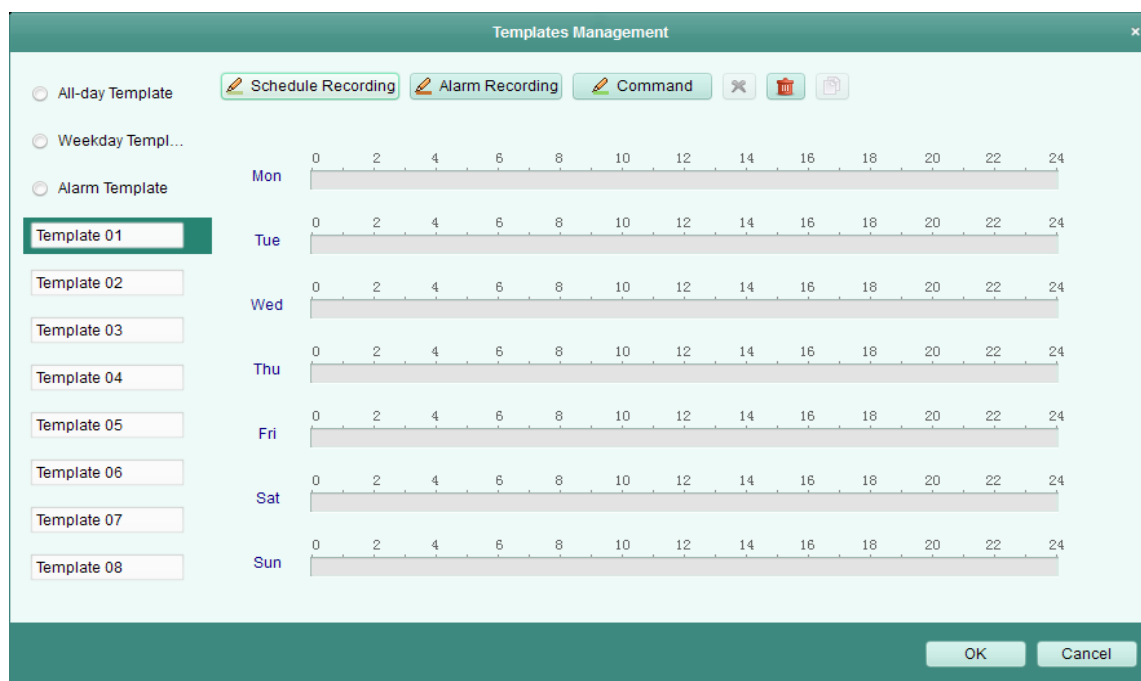 Templates Management
×
All-day Template
Weekday Templ...
Alarm Template
Template 01
Template 02
Template 03
Template 04
Template 05
Template 06
Template 07
Template 08
Schedule Recording Alarm Recording Command
0 2 4 6 8 10 12 14 16 18 20 22 24
Mon
0 2 4 6 8 10 12 14 16 18 20 22 24
Tue
0 2 4 6 8 10 12 14 16 18 20 22 24
Wed
0 2 4 6 8 10 12 14 16 18 20 22 24
Thu
0 2 4 6 8 10 12 14 16 18 20 22 24
Fri
0 2 4 6 8 10 12 14 16 18 20 22 24
Sat
0 2 4 6 8 10 12 14 16 18 20 22 24
Sun
OK Cancel